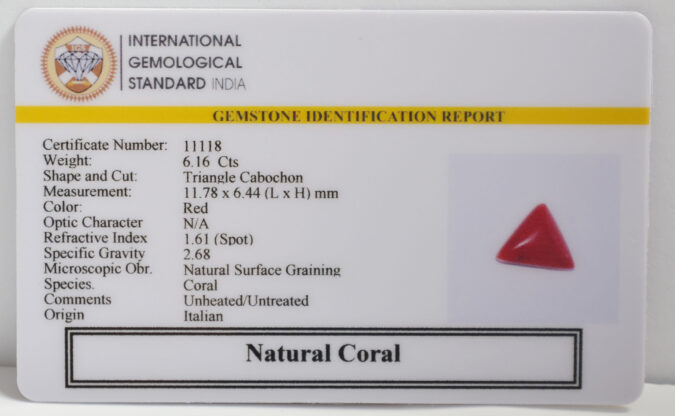 IGS
INTERNATIONAL
GEMOLOGICAL
STANDARD INDIA
GEMSTONE IDENTIFICATION REPORT
Certificate Number: 11118
Weight: 6.16 Cts
Shape and Cut: Triangle Cabochon
Measurement: 11.78 x 6.44 (L x H) mm
Color: Red
Optic Character N/A
Refractive Index 1.61 (Spot)
Specific Gravity 2.68
Microscopic Obr. Natural Surface Graining
Species. Coral
Comments Unheated/Untreated
Origin Italian
Natural Coral